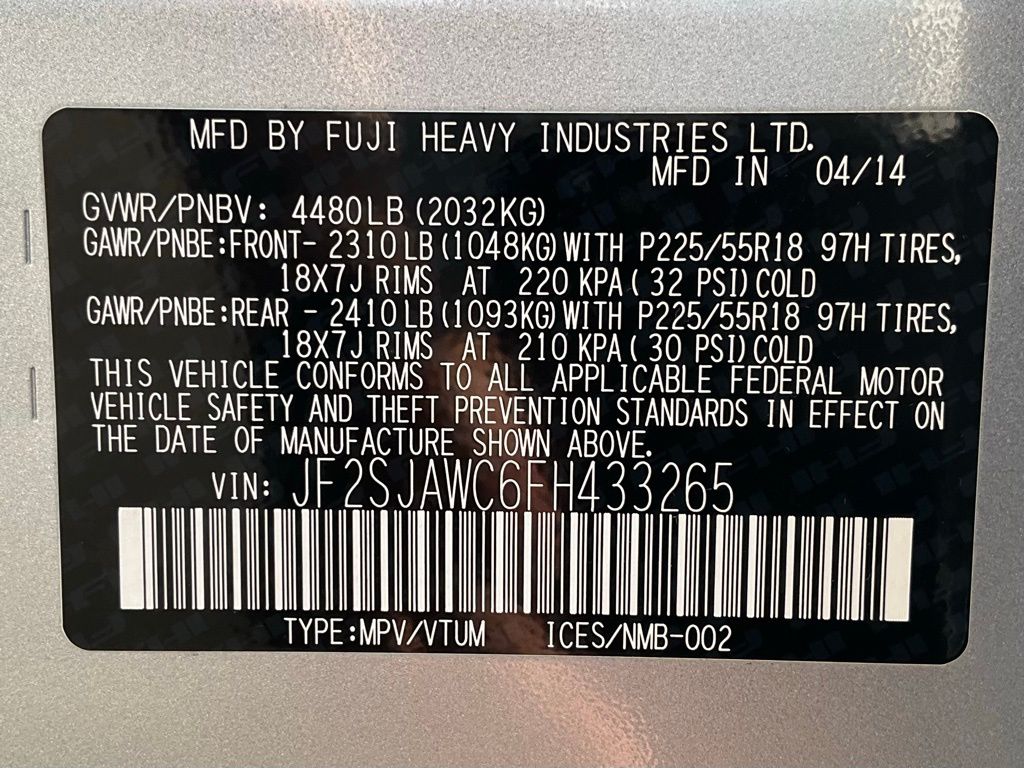 MFD BY FUJI HEAVY INDUSTRIES LTD.
MFD IN 04/14
GVWR/PNBV: 4480LB (2032KG)
GAWR/PNBE:FRONT- 2310 LB (1048KG) WITH P225/55R18 97H TIRES,
18X7J RIMS AT 220 KPA ( 32 PSI) COLD
GAWR/PNBE:REAR - 2410 LB (1093KG) WITH P225/55R18 97H TIRES,
18X7J RIMS AT 210 KPA ( 30 PSI) COLD
THIS VEHICLE CONFORMS TO ALL APPLICABLE FEDERAL MOTOR
VEHICLE SAFETY AND THEFT PREVENTION STANDARDS IN EFFECT ON
THE DATE OF MANUFACTURE SHOWN ABOVE.
VIN: JF2SJAWC6FH433265
TYPE:MPV/VTUM ICES/NMB-002